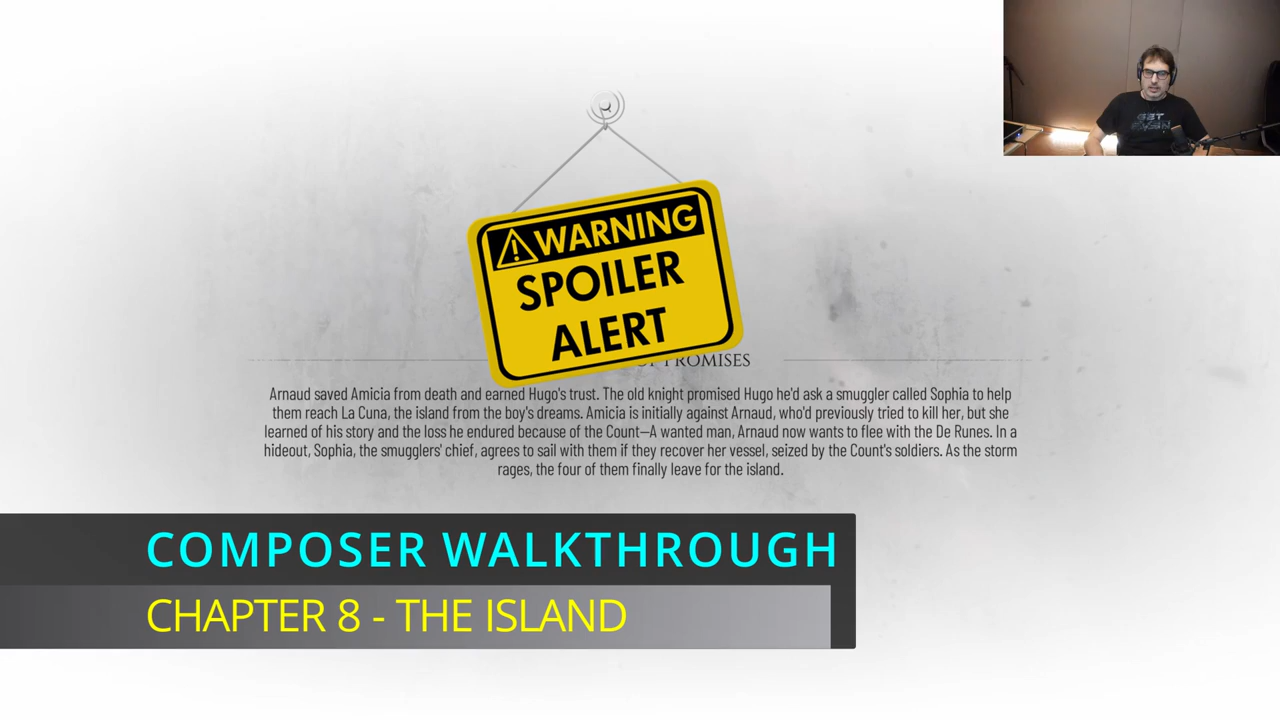 WARNING
SPOILER
ALERT
PROMISES
Arnaud saved Amicia from death and earned Hugo's trust. The old knight promised Hugo he'd ask a smuggler called Sophia to help
them reach La Cuna, the island from the boy's dreams. Amicia is initially against Arnaud, who'd previously tried to kill her, but she
learned of his story and the loss he endured because of the Count—A wanted man, Arnaud now wants to flee with the De Runes. In a
hideout, Sophia, the smugglers' chief, agrees to sail with them if they recover her vessel, seized by the Count's soldiers. As the storm
rages, the four of them finally leave for the island.
COMPOSER WALKTHROUGH
CHAPTER 8 - THE ISLAND
GET
EVEN